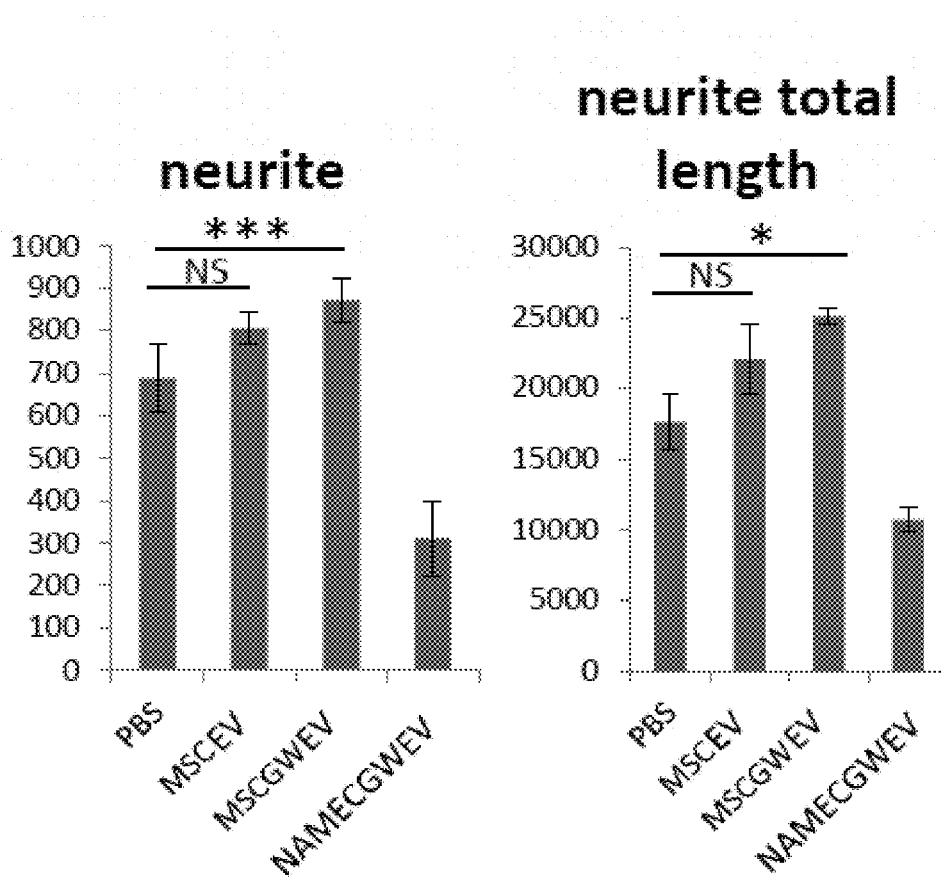 neurite
***
NS
1000
900
800
700
600
500
400
300
200
100
0
PBS
MSCEV
MSCGWEV
NAMECGWEV
neurite total
length
*
NS
30000
25000
20000
15000
10000
5000
0
PBS
MSCEV
MSCGWEV
NAMECGWEV